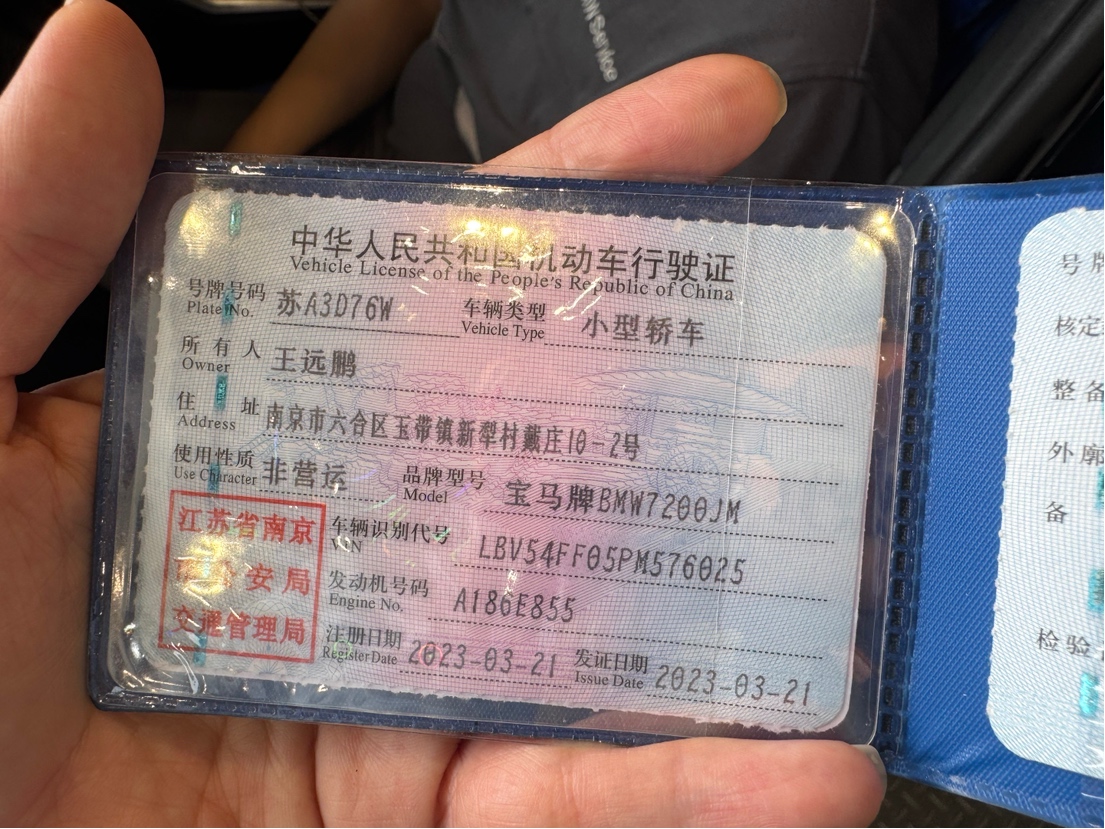 Service
中华人民共和国机动车行驶证
Vehicle License of the People's Republic of China
号牌号码 苏A3D76W 车辆类型 小型轿车
Plate No. Vehicle Type
所有人 王远鹏
Owner
住址 南京市六合区玉带镇新犁村戴庄10-2号
Address
使用性质 非营运 品牌型号 宝马牌BMW7200JM
Use Character Model
江苏省南京
市公安局
交通管理局
车辆识别代号 LBV54FF05PM576025
VIN
发动机号码 A186E855
Engine No.
注册日期 2023-03-21 发证日期 2023-03-21
Register Date Issue Date
号牌
核定
整备
外廓
备
检验